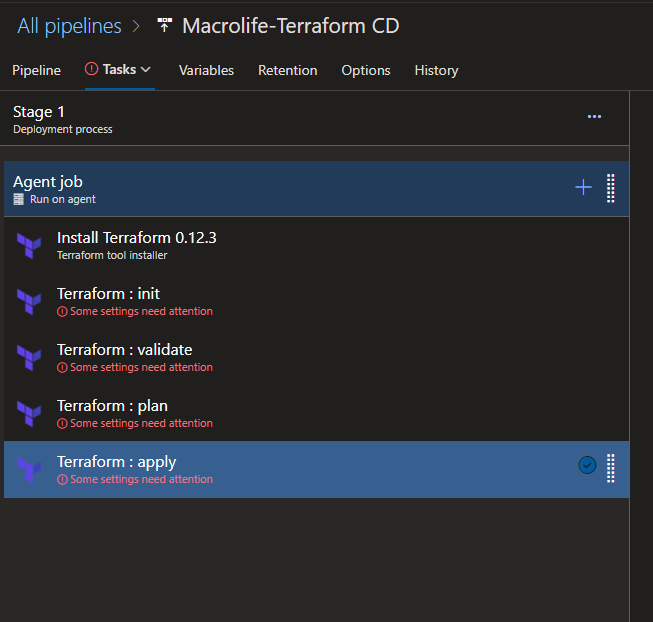 All pipelines > Macrolife-Terraform CD
Pipeline Tasks Variables Retention Options History
Stage 1
Deployment process
...
Agent job
Run on agent
Install Terraform 0.12.3
Terraform tool installer
Terraform : init
Some settings need attention
Terraform : validate
Some settings need attention
Terraform : plan
Some settings need attention
Terraform : apply
Some settings need attention